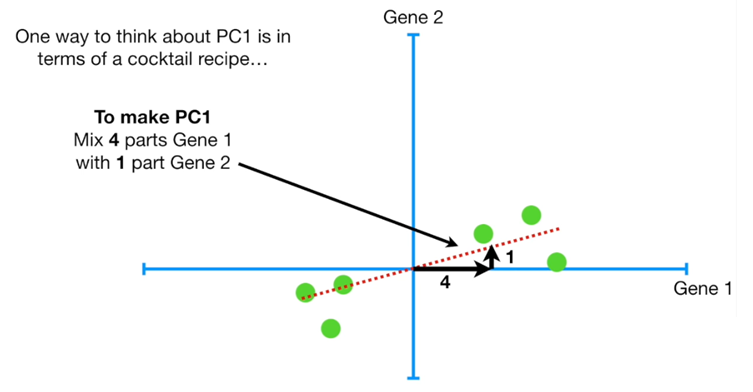 Gene 2
One way to think about PC1 is in
terms of a cocktail recipe…
To make PC1
Mix 4 parts Gene 1
with 1 part Gene 2
1
4
Gene 1